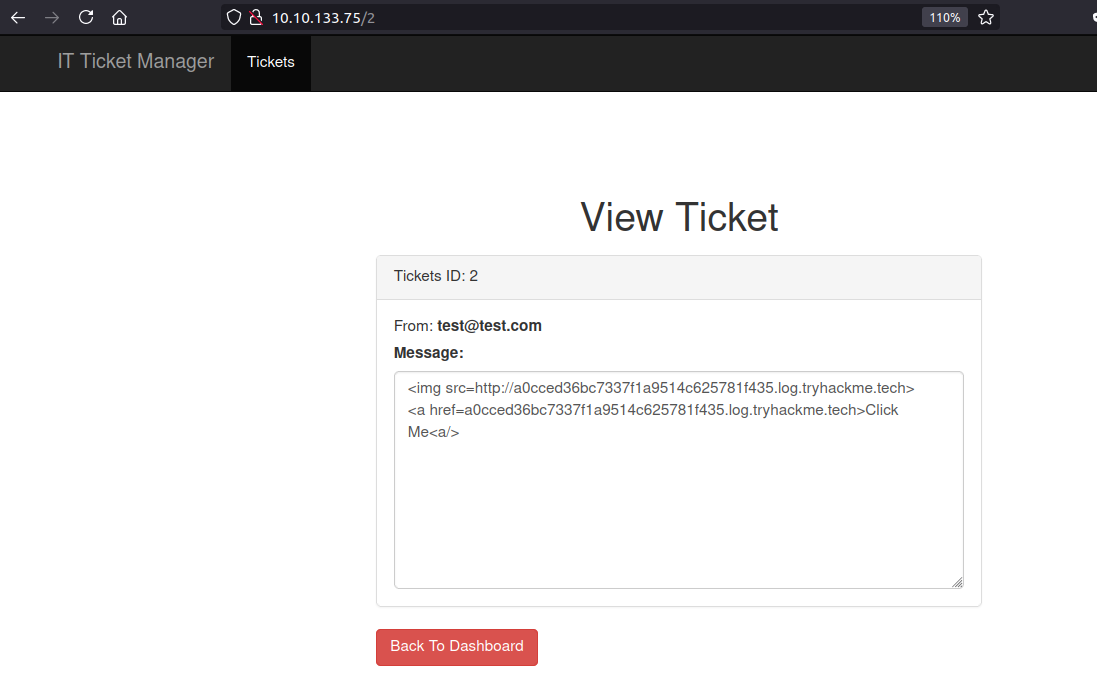 10.10.133.75/2
110%
IT Ticket Manager
Tickets
View Ticket
Tickets ID: 2
From: test@test.com
Message:
<img src=http://a0cced36bc7337f1a9514c625781f435.log.tryhackme.tech>
<a href=a0cced36bc7337f1a9514c625781f435.log.tryhackme.tech>Click
Me<a/>
Back To Dashboard